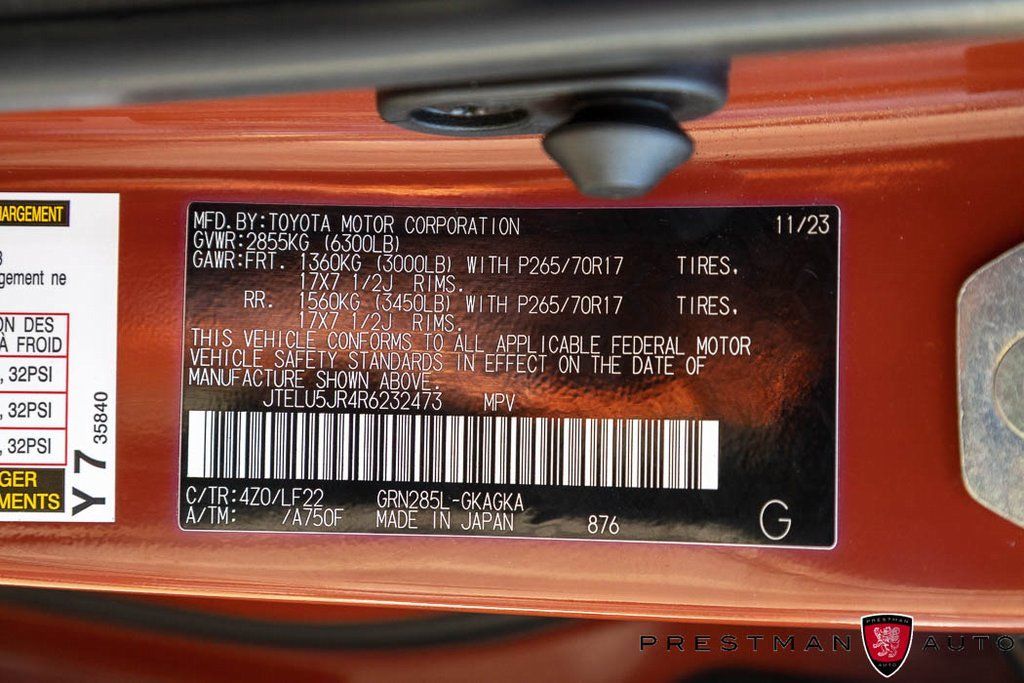 HARGEMENT
gement ne
ON DES
À FROID
, 32PSI
, 32PSI
, 32PSI
GER
MENTS
Y7
35840
MFD.BY:TOYOTA MOTOR CORPORATION 11/23
GVWR:2855KG (6300LB)
GAWR:FRT. 1360KG (3000LB) WITH P265/70R17 TIRES,
17X7 1/2J RIMS.
RR. 1560KG (3450LB) WITH P265/70R17 TIRES,
17X7 1/2J RIMS.
THIS VEHICLE CONFORMS TO ALL APPLICABLE FEDERAL MOTOR
VEHICLE SAFETY STANDARDS IN EFFECT ON THE DATE OF
MANUFACTURE SHOWN ABOVE.
JTELU5JR4R6232473 MPV
C/TR:4Z0/LF22 GRN285L-GKAGKA
A/TM: /A750F MADE IN JAPAN 876 G
PRESTMAN AUTO
PRESTMAN
AUTO